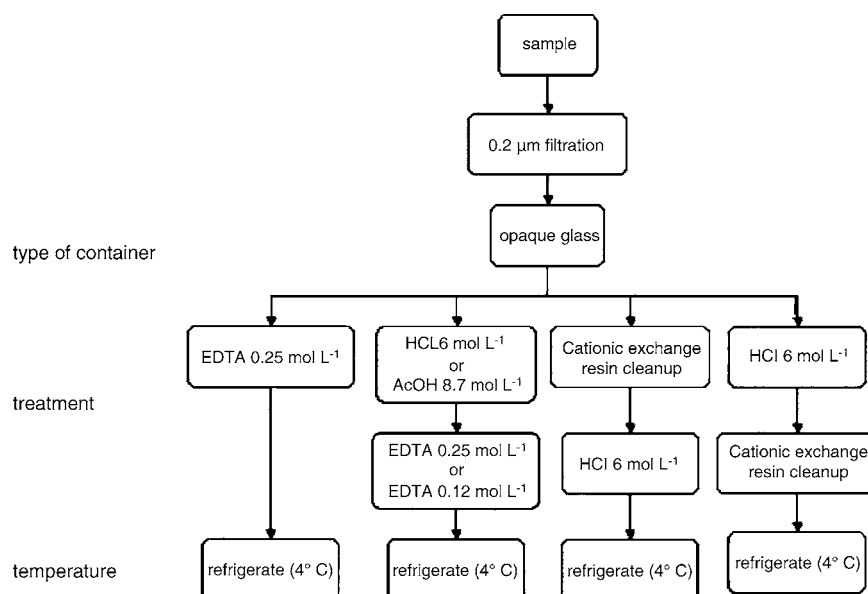 sample
0.2 µm filtration
type of container
opaque glass
treatment
EDTA 0.25 mol L⁻¹
HCL6 mol L⁻¹
or
AcOH 8.7 mol L⁻¹
EDTA 0.25 mol L⁻¹
or
EDTA 0.12 mol L⁻¹
Cationic exchange
resin cleanup
HCl 6 mol L⁻¹
HCl 6 mol L⁻¹
Cationic exchange
resin cleanup
temperature
refrigerate (4° C)
refrigerate (4° C)
refrigerate (4° C)
refrigerate (4° C)